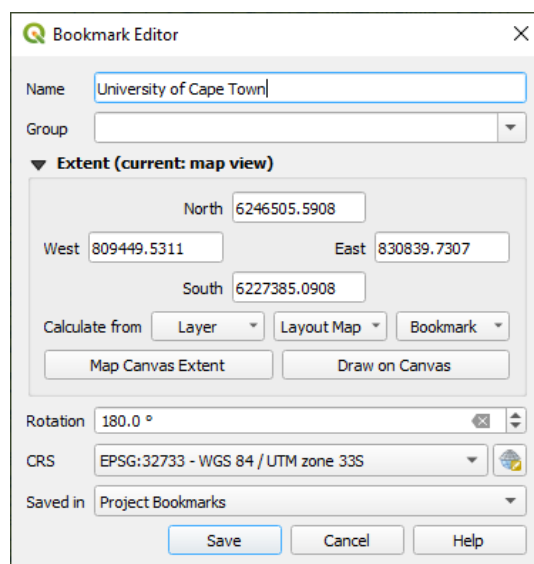 Bookmark Editor
Name University of Cape Town
Group
Extent (current: map view)
North 6246505.5908
West 809449.5311 East 830839.7307
South 6227385.0908
Calculate from Layer Layout Map Bookmark
Map Canvas Extent Draw on Canvas
Rotation 180.0 °
CRS EPSG:32733 - WGS 84 / UTM zone 33S
Saved in Project Bookmarks
Save Cancel Help